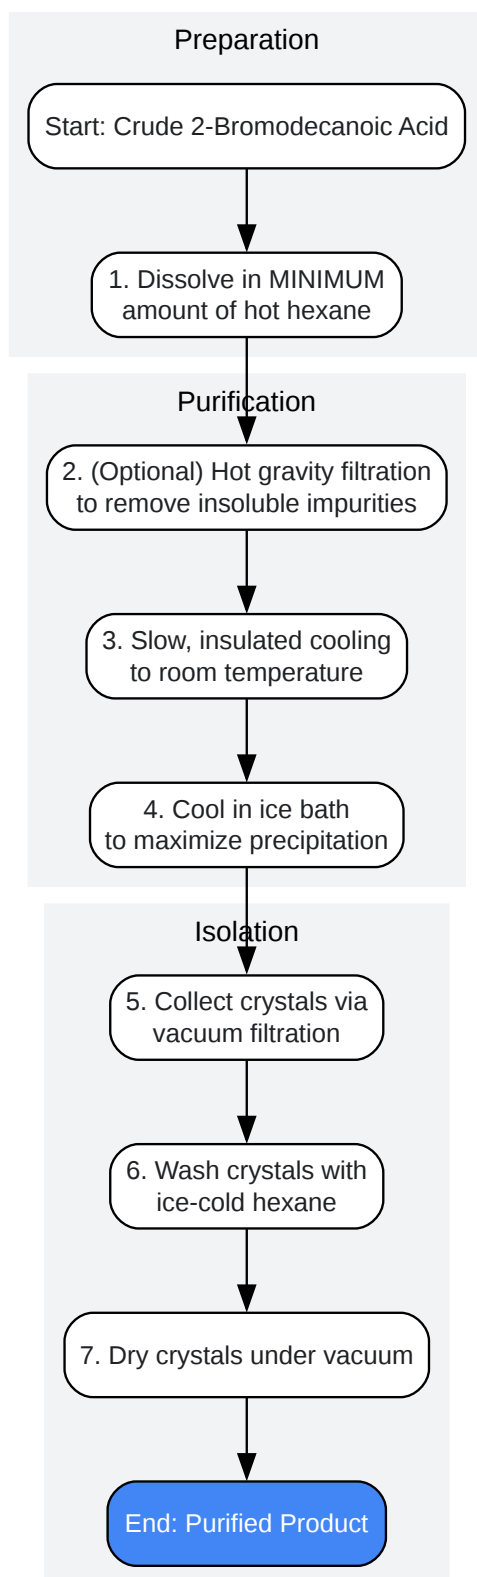 Preparation
Start: Crude 2-Bromodecanoic Acid
1. Dissolve in MINIMUM
amount of hot hexane
Purification
2. (Optional) Hot gravity filtration
to remove insoluble impurities
3. Slow, insulated cooling
to room temperature
4. Cool in ice bath
to maximize precipitation
Isolation
5. Collect crystals via
vacuum filtration
6. Wash crystals with
ice-cold hexane
7. Dry crystals under vacuum
End: Purified Product